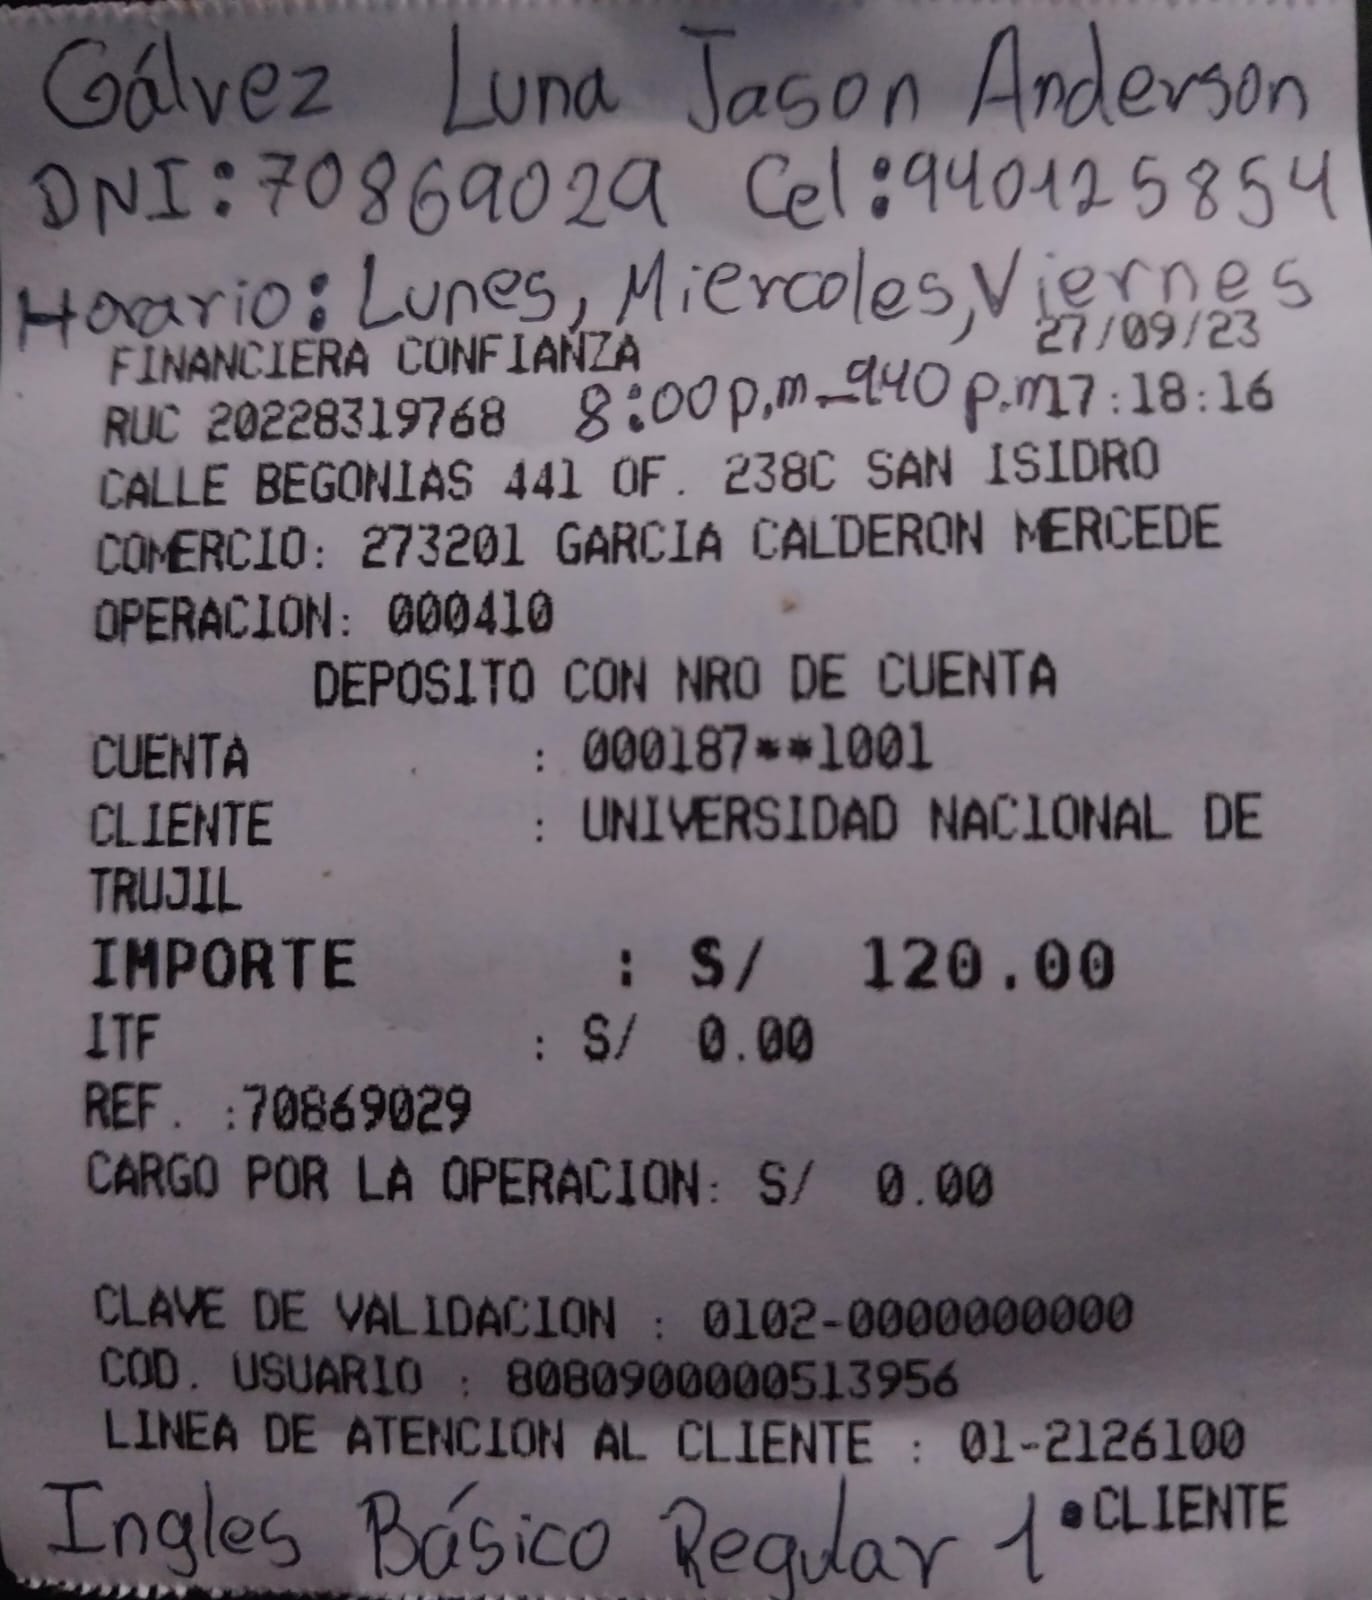 Gálvez Luna Jason Anderson
DNI:70869029 Cel:940125854
Horario: Lunes, Miercoles, Viernes
27/09/23
FINANCIERA CONFIANZA
RUC 20228319768 8:00p.m_940 p.m 17:18:16
CALLE BEGONIAS 441 OF. 238C SAN ISIDRO
COMERCIO: 273201 GARCIA CALDERON MERCEDE
OPERACION: 000410
DEPOSITO CON NRO DE CUENTA
CUENTA : 000187**1001
CLIENTE : UNIVERSIDAD NACIONAL DE
TRUJIL
IMPORTE : S/ 120.00
ITF : S/ 0.00
REF. :70869029
CARGO POR LA OPERACION: S/ 0.00
CLAVE DE VALIDACION : 0102-0000000000
COD. USUARIO : 8080900000513956
LINEA DE ATENCION AL CLIENTE : 01-2126100
Ingles Básico Regular 1 •CLIENTE